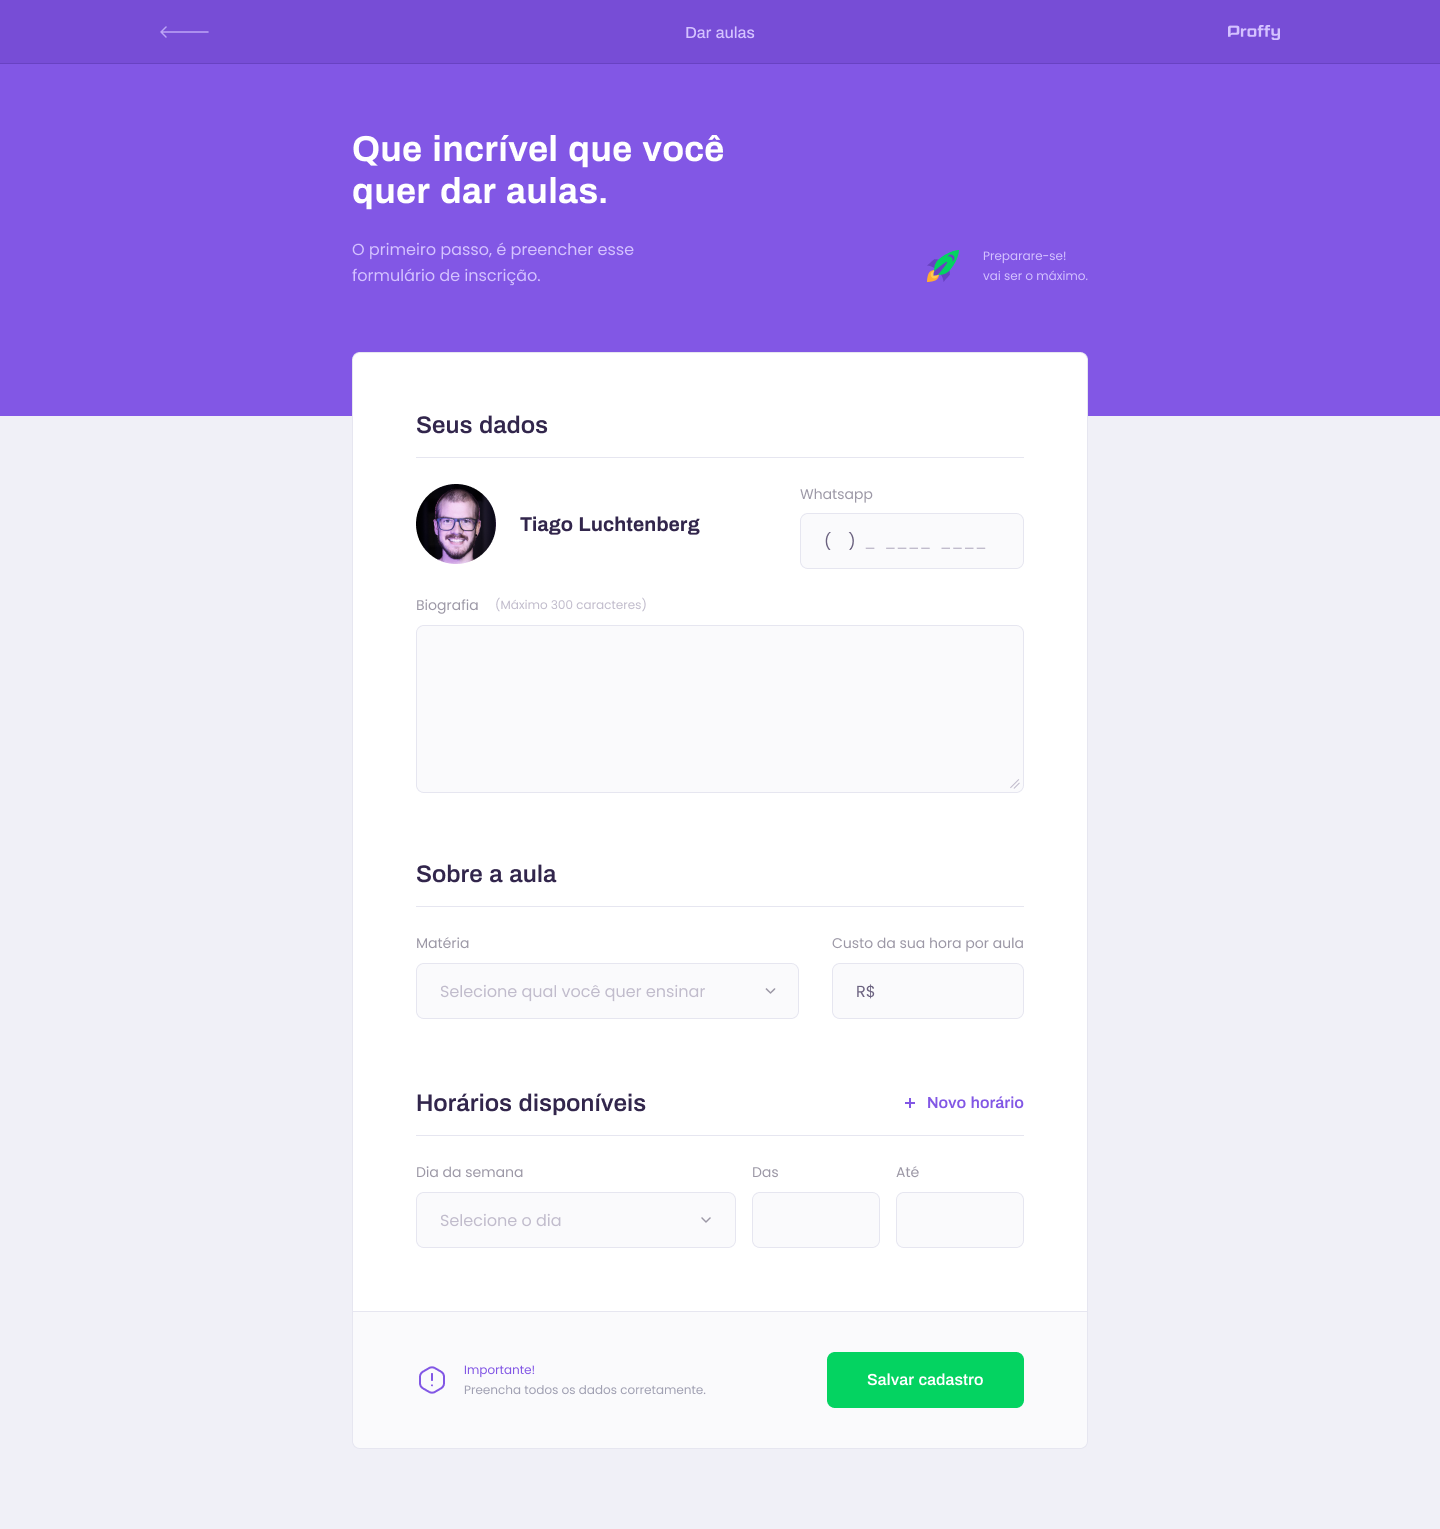 Dar aulas
Proffy
Que incrível que você
quer dar aulas.
O primeiro passo, é preencher esse
formulário de inscrição.
Preparare-se!
vai ser o máximo.
Seus dados
Tiago Luchtenberg
Whatsapp
( ) _ ____ ____
Biografia (Máximo 300 caracteres)
Sobre a aula
Matéria
Custo da sua hora por aula
Selecione qual você quer ensinar
R$
Horários disponíveis
+ Novo horário
Dia da semana
Das
Até
Selecione o dia
Importante!
Preencha todos os dados corretamente.
Salvar cadastro